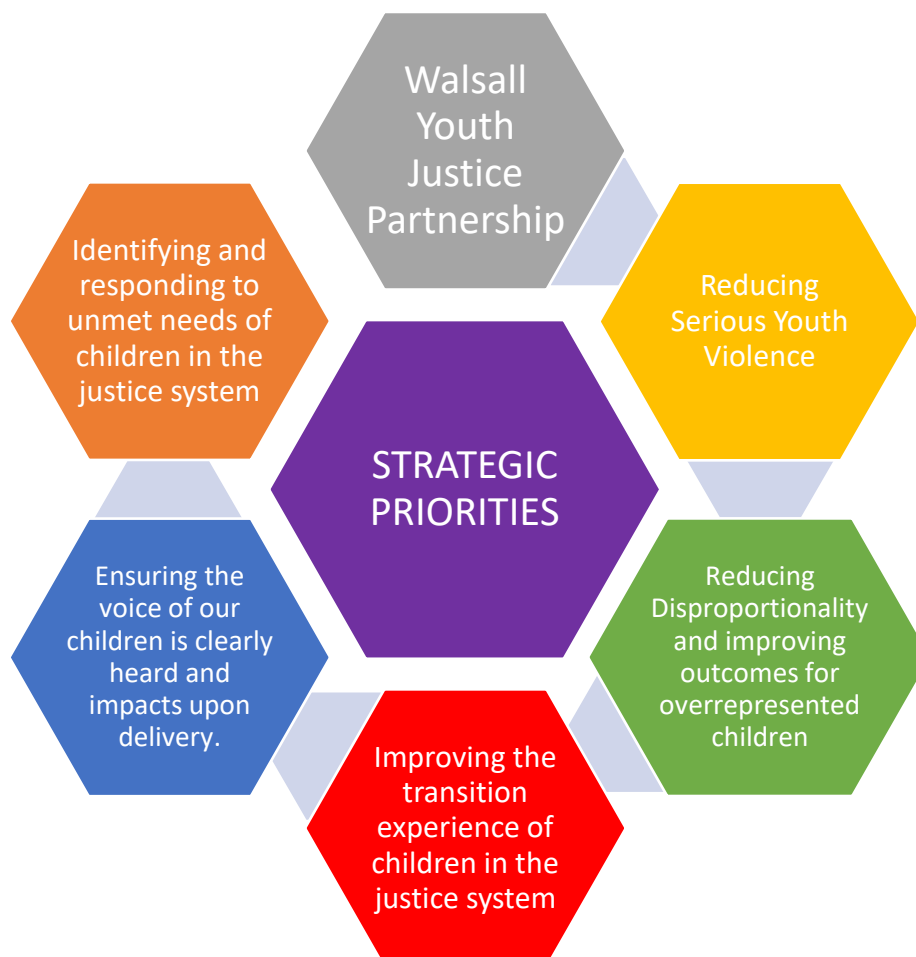 Walsall
Youth
Justice
Partnership
Reducing
Serious Youth
Violence
Reducing
Disproportionality
and improving
outcomes for
overrepresented
children
Improving the
transition
experience of
children in the
justice system
Ensuring the
voice of our
children is clearly
heard and
impacts upon
delivery.
Identifying and
responding to
unmet needs of
children in the
justice system
STRATEGIC
PRIORITIES